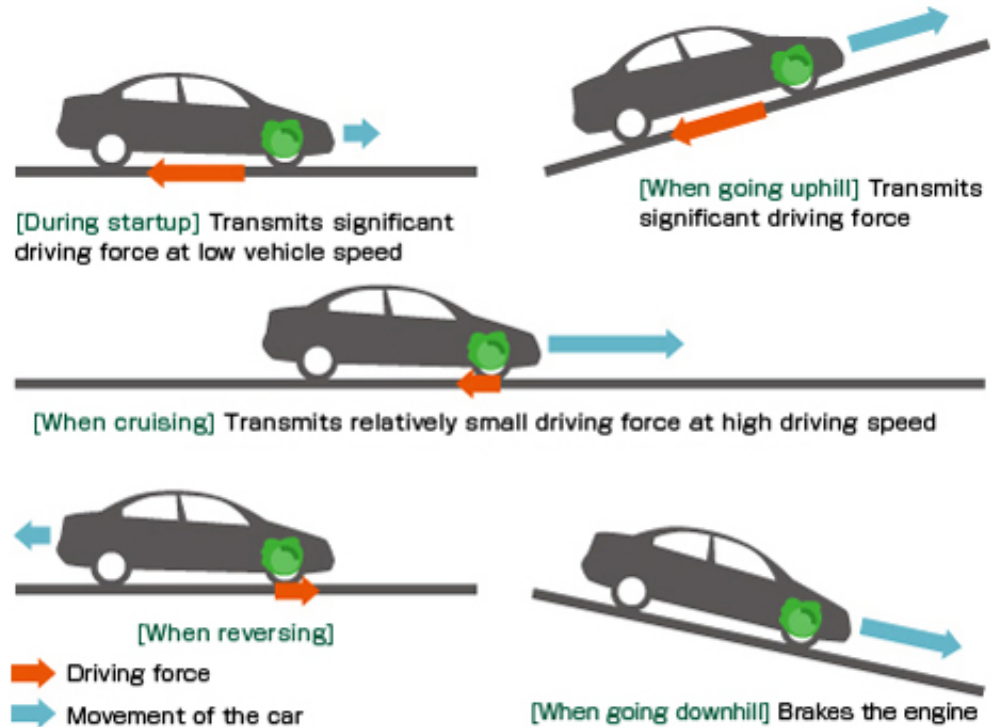 [During startup] Transmits significant
driving force at low vehicle speed
[When going uphill] Transmits
significant driving force
[When cruising] Transmits relatively small driving force at high driving speed
[When reversing]
Driving force
Movement of the car
[When going downhill] Brakes the engine